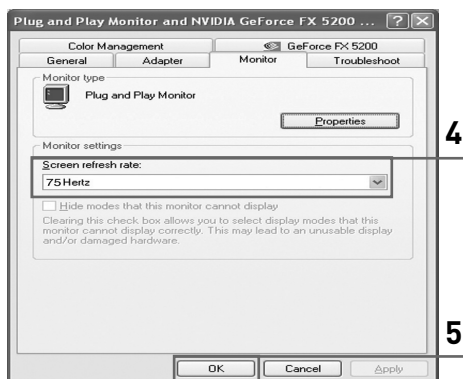 Plug and Play Monitor and NVIDIA GeForce FX 5200 ...
Color Management
GeForce FX 5200
General
Adapter
Monitor
Troubleshoot
Monitor type
Plug and Play Monitor
Properties
4
Monitor settings
Screen refresh rate:
75 Hertz
Hide modes that this monitor cannot display
Clearing this check box allows you to select display modes that this
monitor cannot display correctly. This may lead to an unusable display
and/or damaged hardware.
5
OK
Cancel
Apply